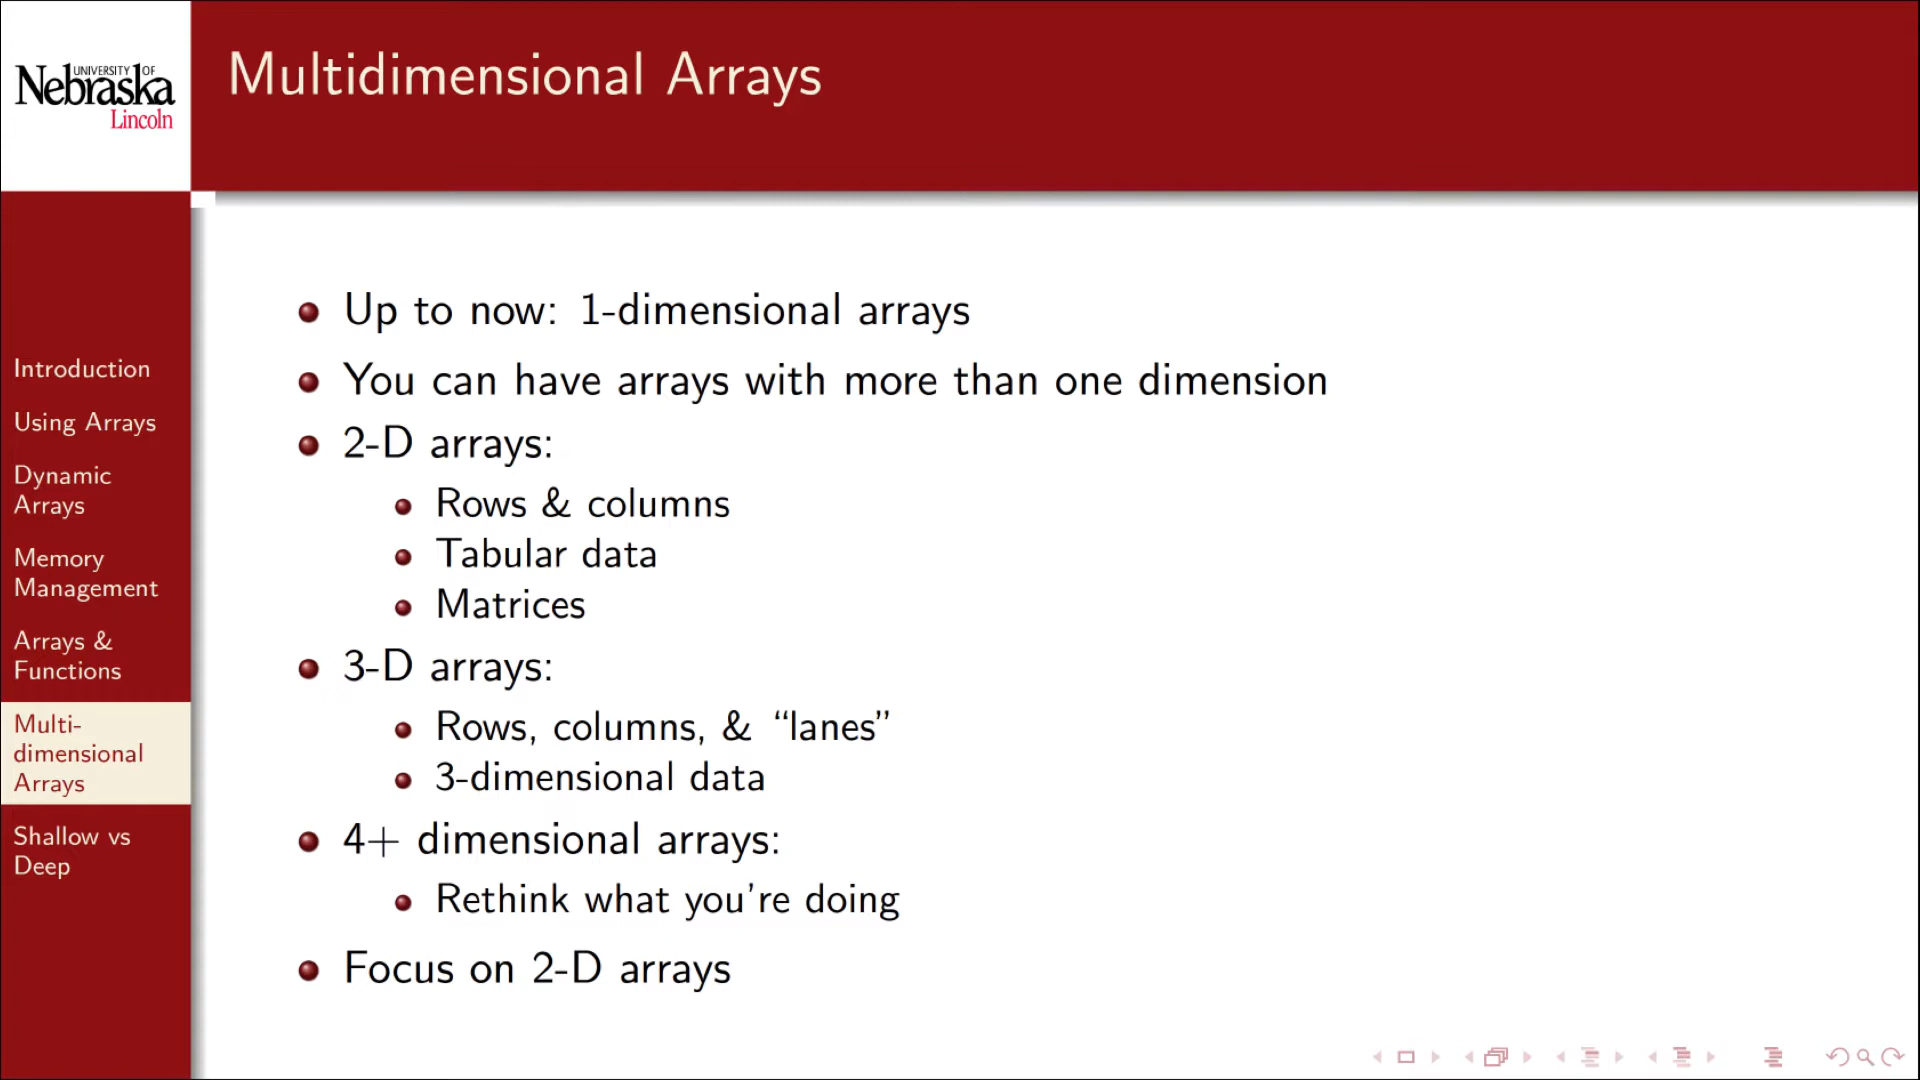 UNIVERSITY OF
Nebraska
Lincoln
Multidimensional Arrays
Introduction
Using Arrays
Dynamic
Arrays
Memory
Management
Arrays &
Functions
Multi-
dimensional
Arrays
Shallow vs
Deep
Up to now: 1-dimensional arrays
You can have arrays with more than one dimension
2-D arrays:
Rows & columns
Tabular data
Matrices
3-D arrays:
Rows, columns, & “lanes”
3-dimensional data
4+ dimensional arrays:
Rethink what you’re doing
Focus on 2-D arrays